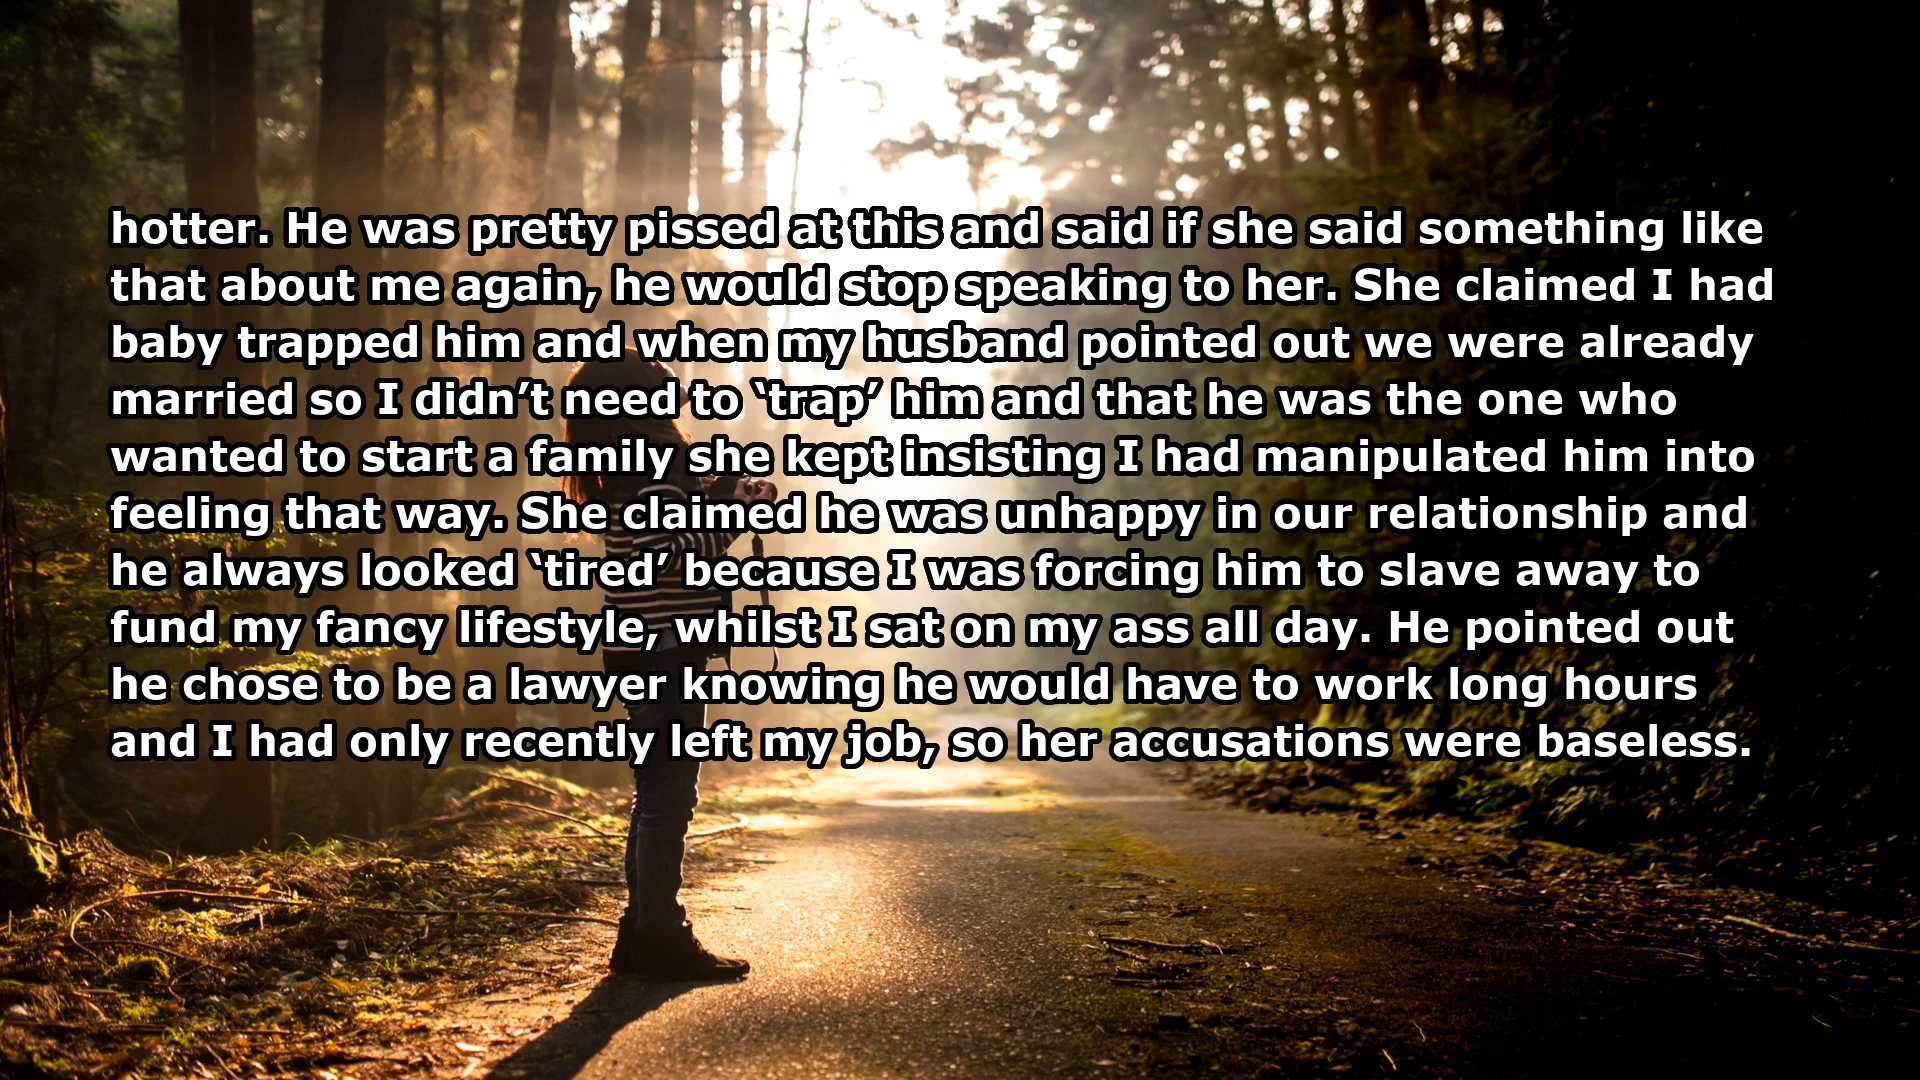 hotter. He was pretty pissed at this and said if she said something like
that about me again, he would stop speaking to her. She claimed I had
baby trapped him and when my husband pointed out we were already
married so I didn’t need to ‘trap’ him and that he was the one who
wanted to start a family she kept insisting I had manipulated him into
feeling that way. She claimed he was unhappy in our relationship and
he always looked ‘tired’ because I was forcing him to slave away to
fund my fancy lifestyle, whilst I sat on my ass all day. He pointed out
he chose to be a lawyer knowing he would have to work long hours
and I had only recently left my job, so her accusations were baseless.